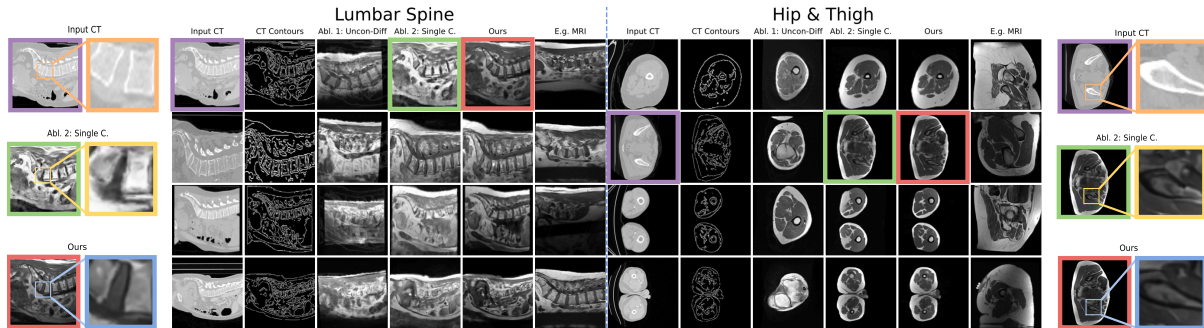 Lumbar Spine
Hip & Thigh
Input CT
Input CT
CT Contours
Abl. 1: Uncon-Diff
Abl. 2: Single C.
Ours
E.g. MRI
Input CT
CT Contours
Abl. 1: Uncon-Diff
Abl. 2: Single C.
Ours
E.g. MRI
Input CT
Abl. 2: Single C.
Abl. 2: Single C.
Ours
Ours